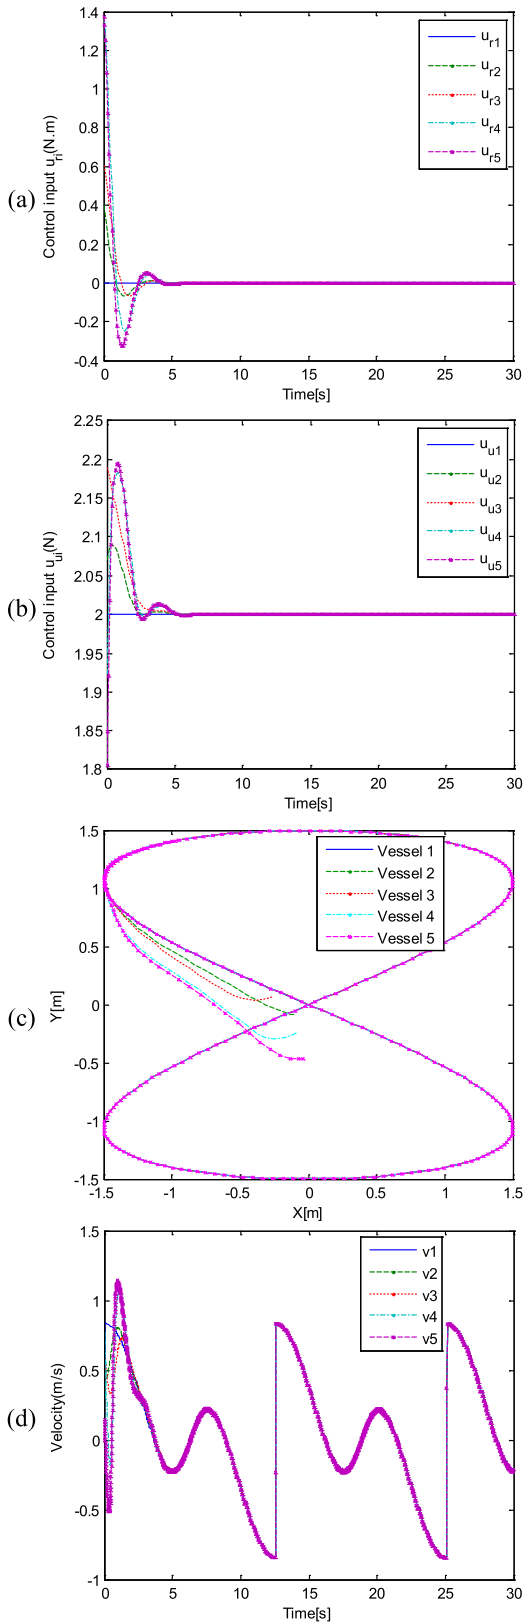 (a)
Control input u_ri(N.m)
1.4
1.2
1
0.8
0.6
0.4
0.2
0
-0.2
-0.4
0 5 10 15 20 25 30
Time[s]
u_r1
u_r2
u_r3
u_r4
u_r5
(b)
Control input u_ui(N)
2.25
2.2
2.15
2.1
2.05
2
1.95
1.9
1.85
1.8
0 5 10 15 20 25 30
Time[s]
u_u1
u_u2
u_u3
u_u4
u_u5
(c)
Y[m]
1.5
1
0.5
0
-0.5
-1
-1.5
-1.5 -1 -0.5 0 0.5 1 1.5
X[m]
Vessel 1
Vessel 2
Vessel 3
Vessel 4
Vessel 5
(d)
Velocity(m/s)
1.5
1
0.5
0
-0.5
-1
0 5 10 15 20 25 30
Time[s]
v1
v2
v3
v4
v5